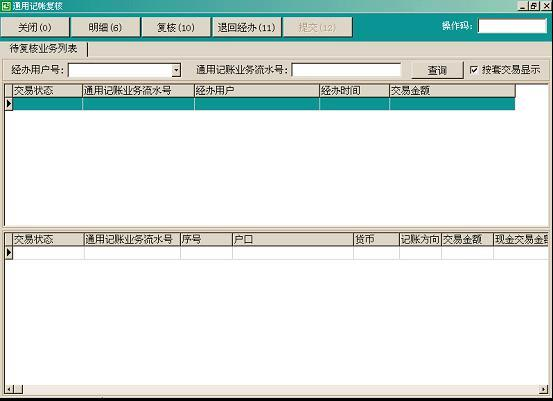 通用记帐复核
关闭(0) 明细(6) 复核(10) 退回经办(11) 提交(12) 操作码:
待复核业务列表
经办用户号: 通用记账业务流水号: 查询 按套交易显示
交易状态 通用记账业务流水号 经办用户 经办时间 交易金额
交易状态 通用记账业务流水号 序号 户口 货币 记账方向 交易金额 现金交易金额